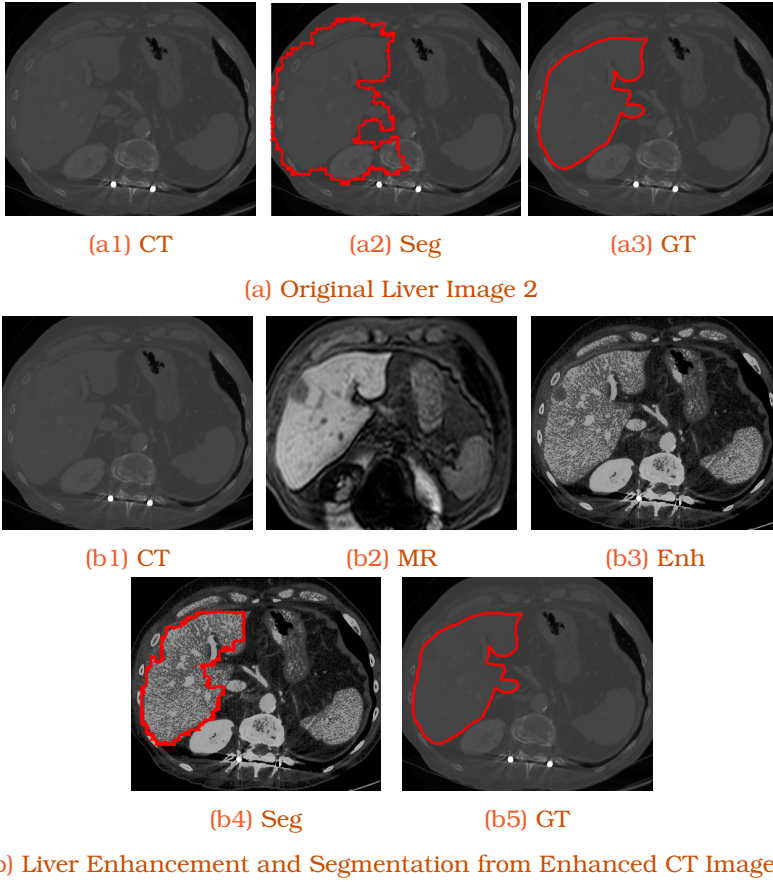 (a1) CT (a2) Seg (a3) GT
(a) Original Liver Image 2
(b1) CT (b2) MR (b3) Enh
(b4) Seg (b5) GT
) Liver Enhancement and Segmentation from Enhanced CT Image